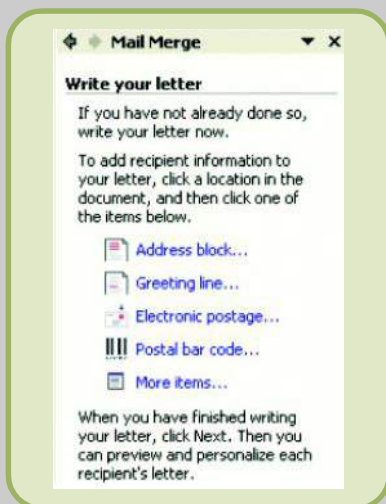 Mail Merge
Write your letter
If you have not already done so,
write your letter now.
To add recipient information to
your letter, click a location in the
document, and then click one of
the items below.
Address block...
Greeting line...
Electronic postage...
Postal bar code...
More items...
When you have finished writing
your letter, click Next. Then you
can preview and personalize each
recipient's letter.